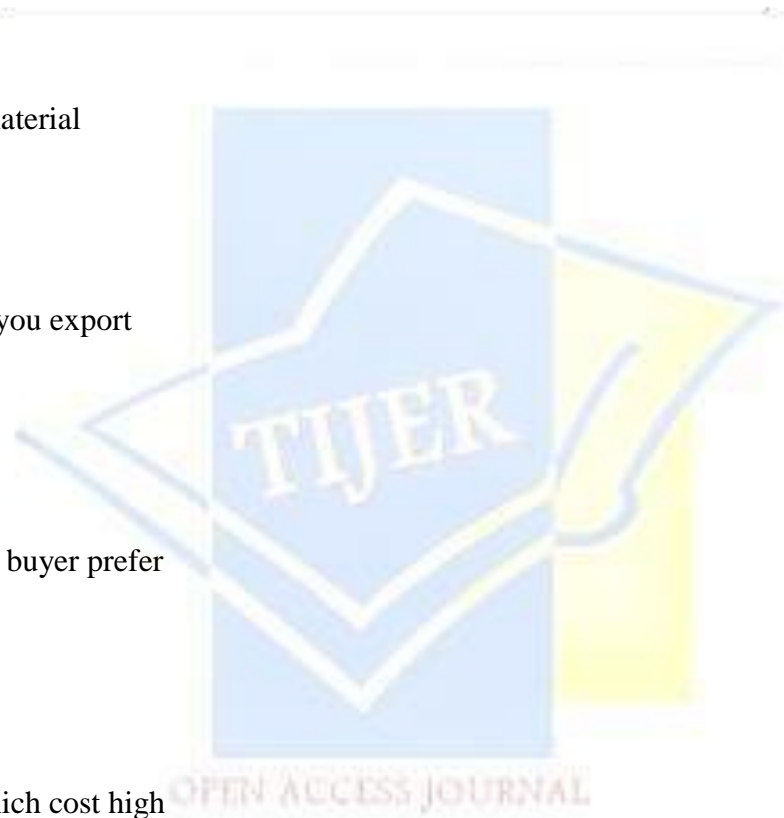 aterial
you export
TIJER
buyer prefer
ich cost high
OPEN ACCESS JOURNAL